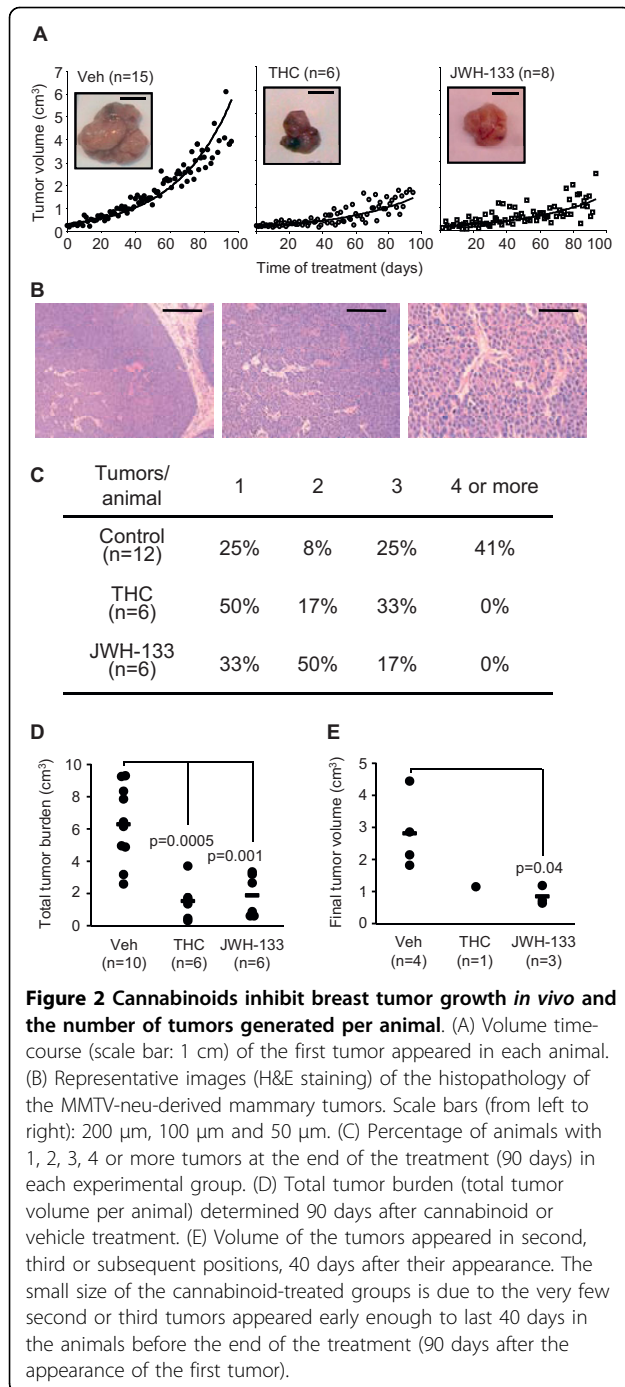 A
Veh (n=15)
THC (n=6)
JWH-133 (n=8)
Tumor volume (cm³)
7
6
5
4
3
2
1
0
0 20 40 60 80 100
20 40 60 80 100
20 40 60 80 100
Time of treatment (days)
B
C
Tumors/ 1 2 3 4 or more
animal
Control
(n=12) 25% 8% 25% 41%
THC
(n=6) 50% 17% 33% 0%
JWH-133
(n=6) 33% 50% 17% 0%
D
Total tumor burden (cm³)
10
8
6
4
2
0
p=0.0005
p=0.001
Veh THC JWH-133
(n=10) (n=6) (n=6)
E
Final tumor volume (cm³)
5
4
3
2
1
0
p=0.04
Veh THC JWH-133
(n=4) (n=1) (n=3)
Figure 2 Cannabinoids inhibit breast tumor growth in vivo and
the number of tumors generated per animal. (A) Volume time-
course (scale bar: 1 cm) of the first tumor appeared in each animal.
(B) Representative images (H&E staining) of the histopathology of
the MMTV-neu-derived mammary tumors. Scale bars (from left to
right): 200 μm, 100 μm and 50 μm. (C) Percentage of animals with
1, 2, 3, 4 or more tumors at the end of the treatment (90 days) in
each experimental group. (D) Total tumor burden (total tumor
volume per animal) determined 90 days after cannabinoid or
vehicle treatment. (E) Volume of the tumors appeared in second,
third or subsequent positions, 40 days after their appearance. The
small size of the cannabinoid-treated groups is due to the very few
second or third tumors appeared early enough to last 40 days in
the animals before the end of the treatment (90 days after the
appearance of the first tumor).